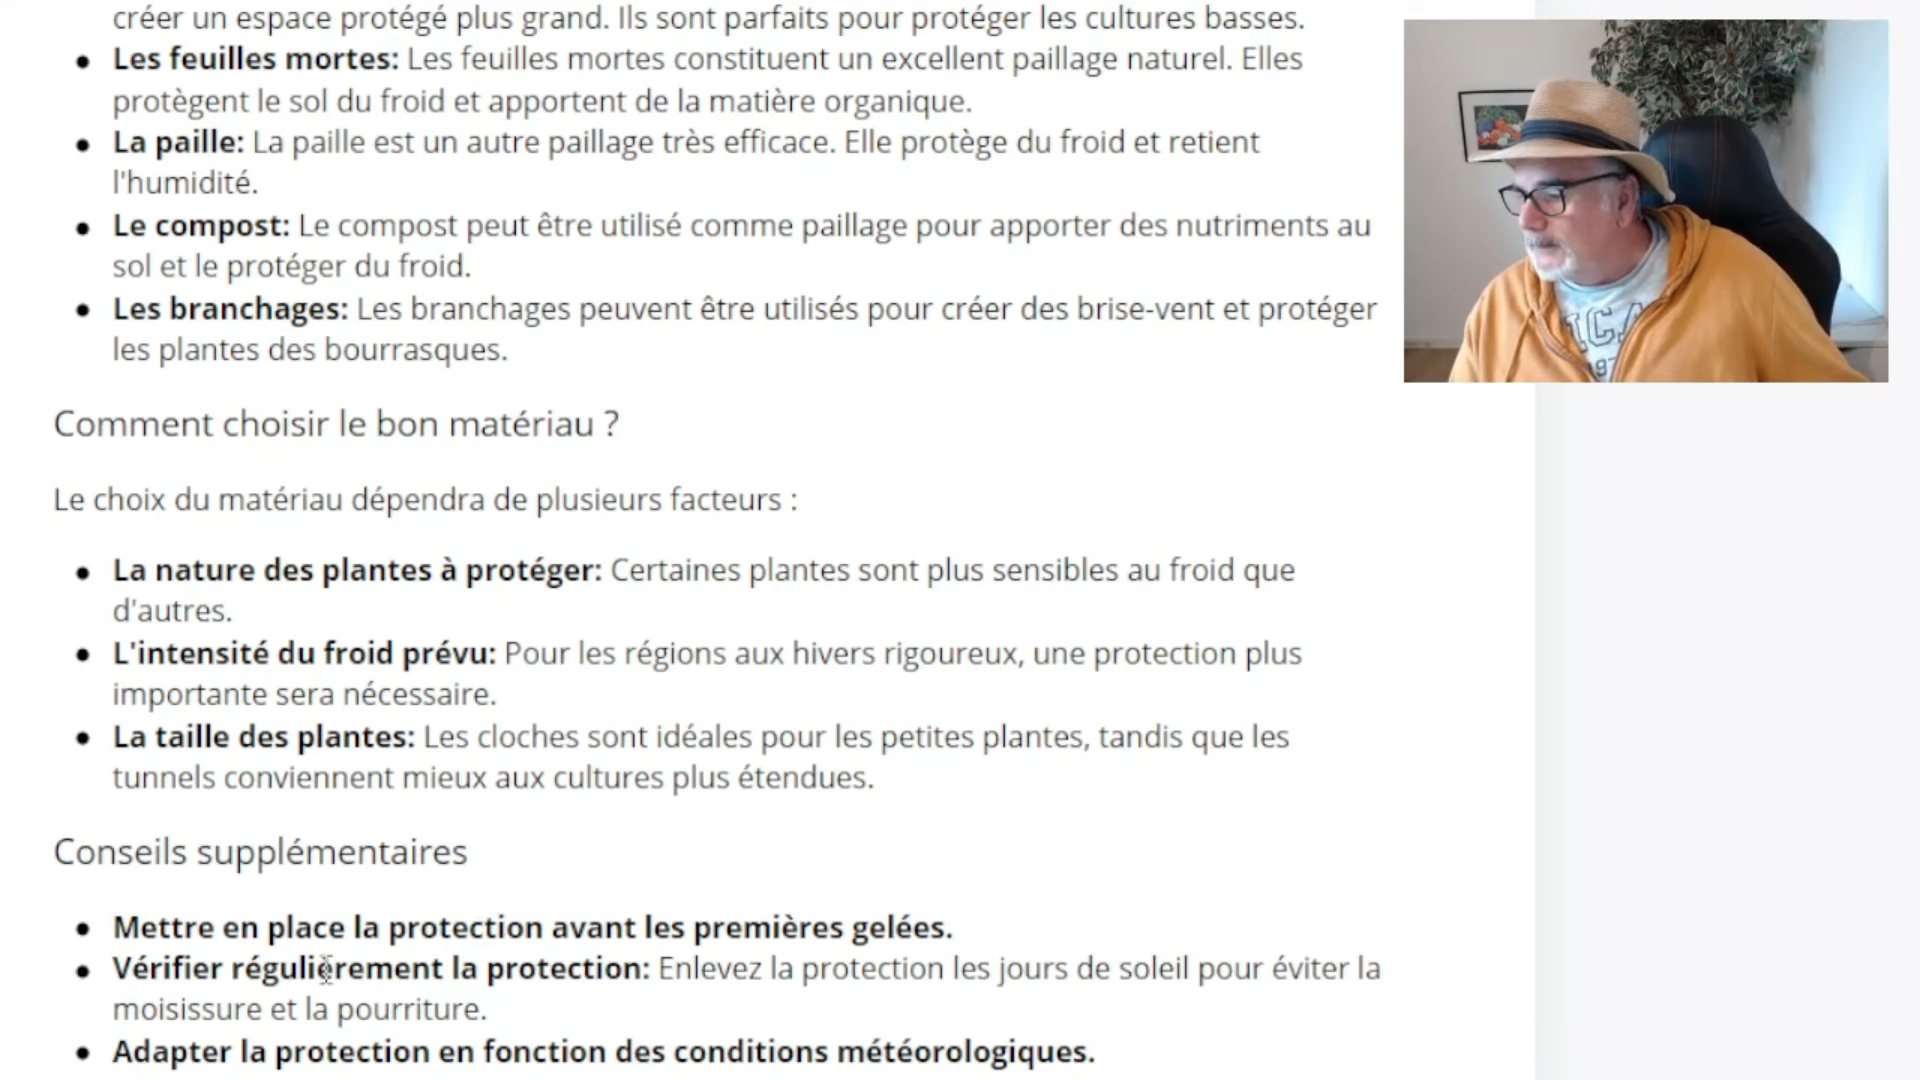 créer un espace protégé plus grand. Ils sont parfaits pour protéger les cultures basses.
Les feuilles mortes: Les feuilles mortes constituent un excellent paillage naturel. Elles
protègent le sol du froid et apportent de la matière organique.
La paille: La paille est un autre paillage très efficace. Elle protège du froid et retient
l'humidité.
Le compost: Le compost peut être utilisé comme paillage pour apporter des nutriments au
sol et le protéger du froid.
Les branchages: Les branchages peuvent être utilisés pour créer des brise-vent et protéger
les plantes des bourrasques.
Comment choisir le bon matériau ?
Le choix du matériau dépendra de plusieurs facteurs :
La nature des plantes à protéger: Certaines plantes sont plus sensibles au froid que
d'autres.
L'intensité du froid prévu: Pour les régions aux hivers rigoureux, une protection plus
importante sera nécessaire.
La taille des plantes: Les cloches sont idéales pour les petites plantes, tandis que les
tunnels conviennent mieux aux cultures plus étendues.
Conseils supplémentaires
Mettre en place la protection avant les premières gelées.
Vérifier régulièrement la protection: Enlevez la protection les jours de soleil pour éviter la
moisissure et la pourriture.
Adapter la protection en fonction des conditions météorologiques.